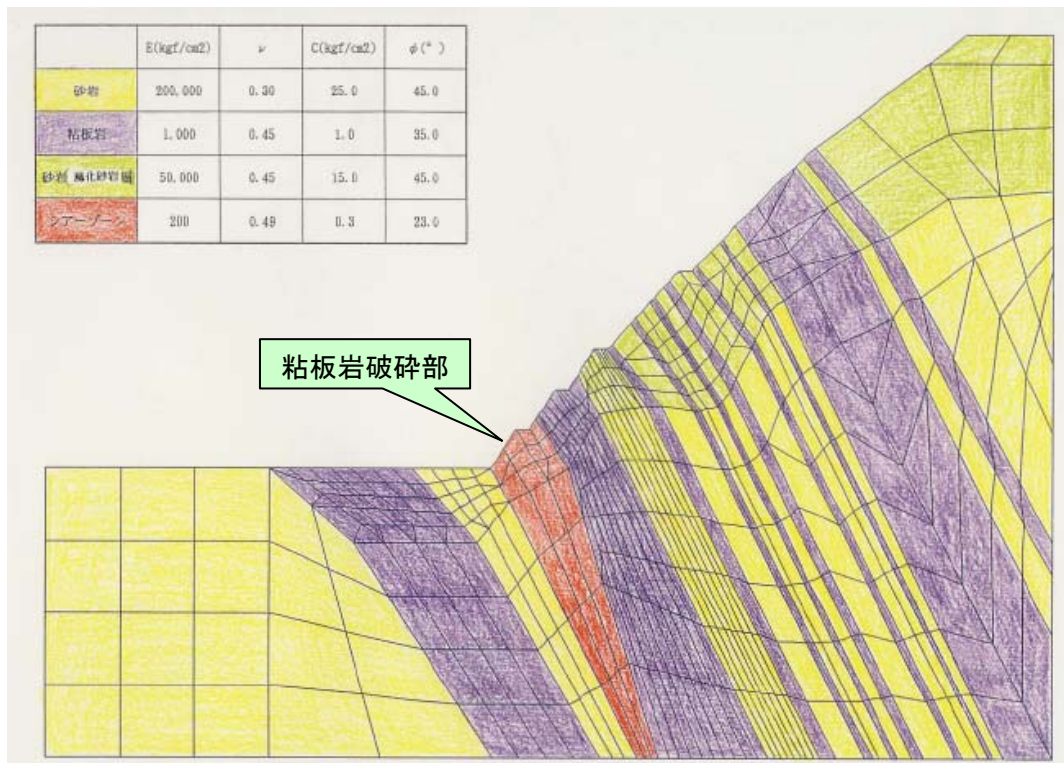 E(kgf/cm2) ν C(kgf/cm2) φ(° )
砂岩 200,000 0.30 25.0 45.0
粘板岩 1,000 0.45 1.0 35.0
砂岩(風化砂岩層 50,000 0.45 15.0 45.0
シアーゾーン 200 0.49 0.3 23.0
粘板岩破砕部